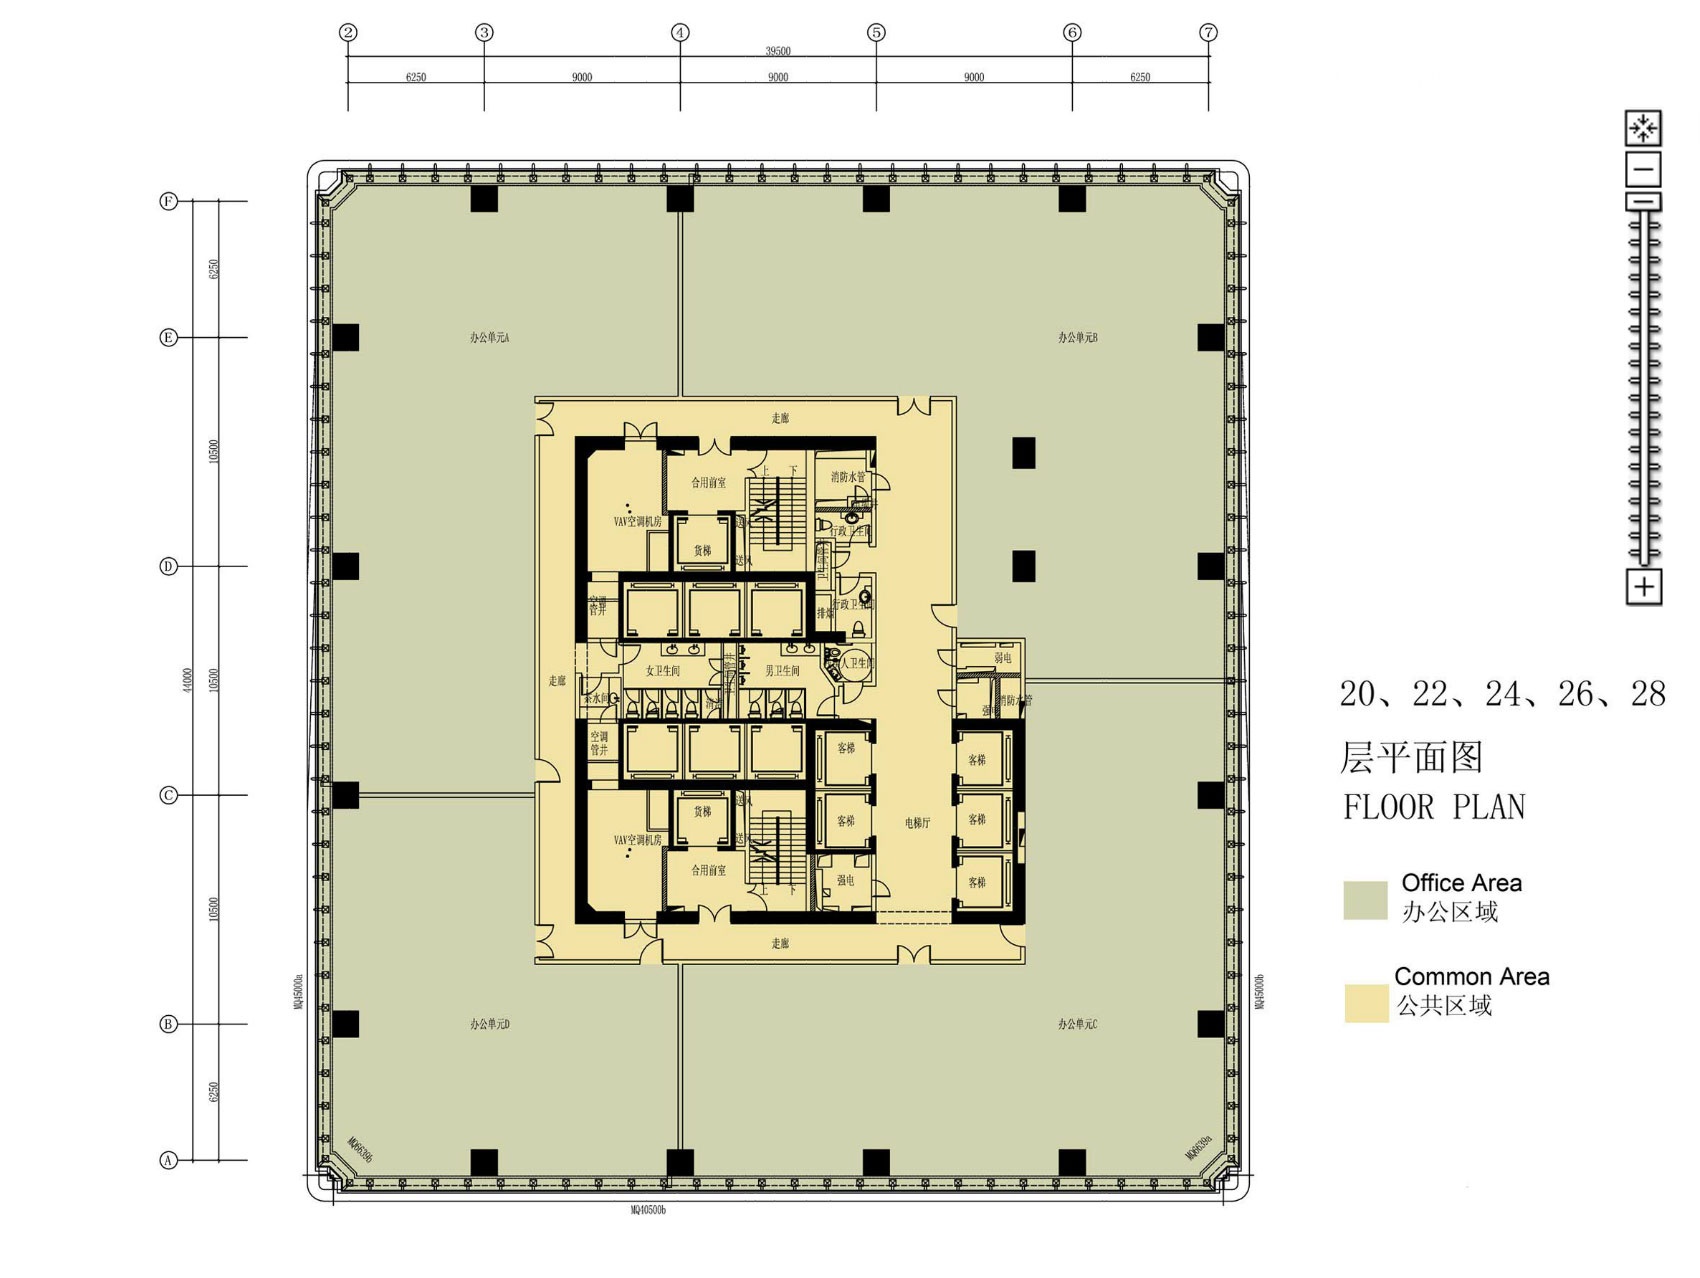 ② ③ ④ ⑤ ⑥ ⑦
39500
6250 9000 9000 9000 6250
F
E
D
C
B
A
6250
10500
10500
10500
6250
44000
办公单元A
办公单元B
走廊
合用前室
上 下
消防水管
VAV空调机房
货梯
送风
送风
行政卫生间
行政卫生间
排烟
空调
管井
女卫生间
男卫生间
人卫生间
弱电
走廊
茶水间
强电
消防水管
空调
管井
客梯
客梯
客梯
客梯
客梯
电梯厅
货梯
送风
送风
VAV空调机房
合用前室
上 下
强电
走廊
办公单元D
办公单元C
MQ45000a
MQ45000b
MQ6639b
MQ6639a
MQ40500b
20、22、24、26、28
层平面图
FLOOR PLAN
Office Area
办公区域
Common Area
公共区域